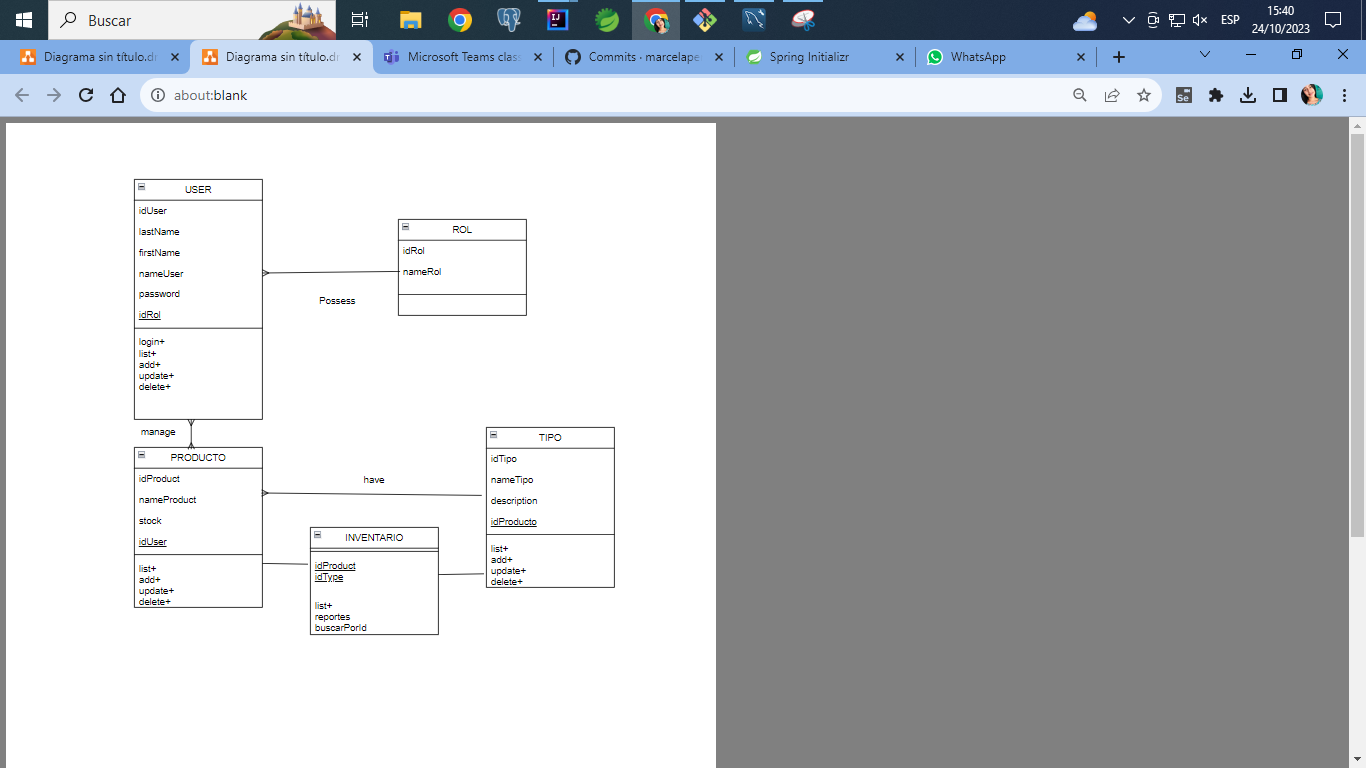 Buscar
ESP
15:40
24/10/2023
Diagrama sin título.dr
Diagrama sin título.dr
Microsoft Teams clas
Commits · marcelape
Spring Initializr
WhatsApp
about:blank
Se
USER
idUser
lastName
firstName
nameUser
password
idRol
login+
list+
add+
update+
delete+
ROL
idRol
nameRol
Possess
manage
PRODUCTO
idProduct
nameProduct
stock
idUser
list+
add+
update+
delete+
have
TIPO
idTipo
nameTipo
description
idProducto
list+
add+
update+
delete+
INVENTARIO
idProduct
idType
list+
reportes
buscarPorId